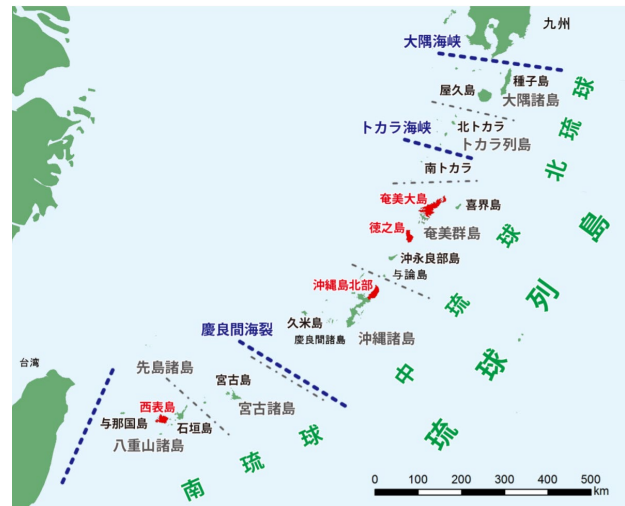 九州
大隅海峡
種子島
屋久島
大隅諸島
北琉球
トカラ海峡
北トカラ
トカラ列島
南トカラ
奄美大島
喜界島
徳之島
奄美群島
沖永良部島
与論島
沖縄島北部
中琉球
琉球列島
久米島
慶良間諸島
沖縄諸島
慶良間海裂
台湾
先島諸島
宮古島
宮古諸島
西表島
与那国島
石垣島
八重山諸島
南琉球
0 100 200 300 400 500
km